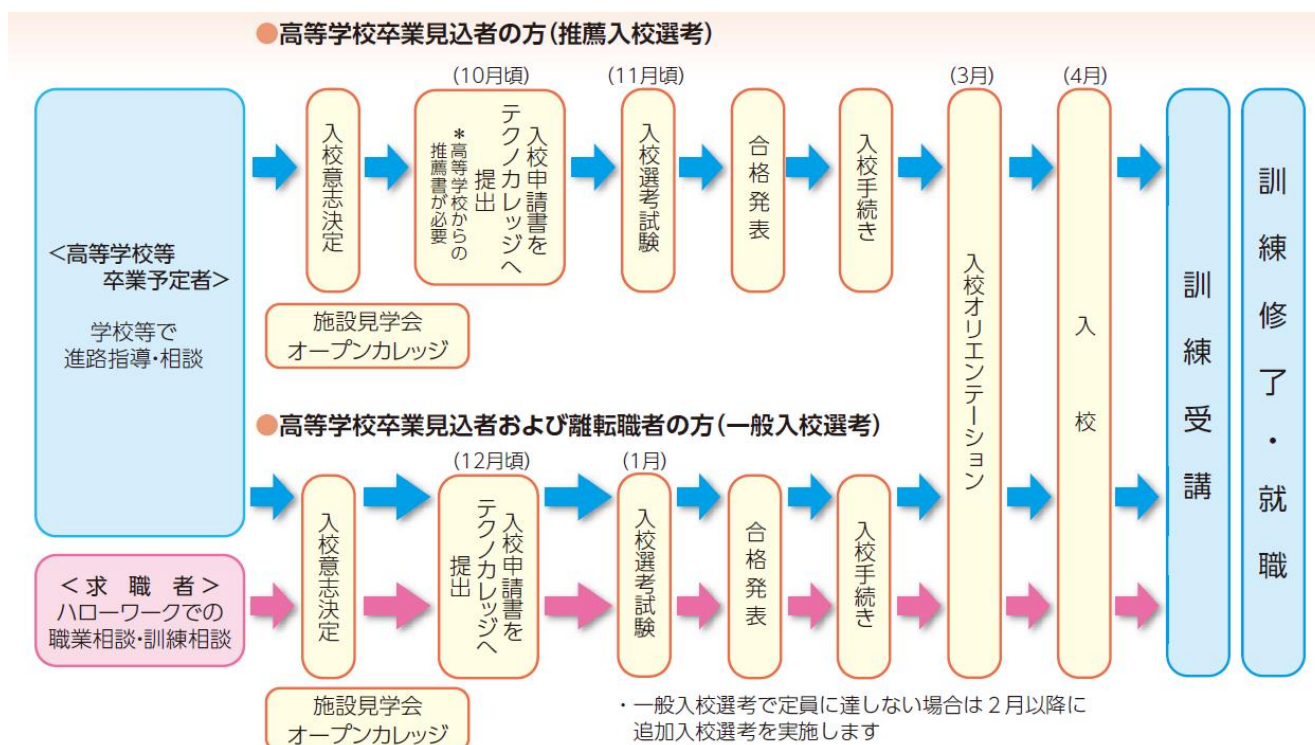 ●高等学校卒業見込者の方(推薦入校選考)
(10月頃)
(11月頃)
(3月)
(4月)
<高等学校等
卒業予定者>
学校等で
進路指導・相談
入校意志決定
入校申請書を
テクノカレッジへ
提出
*高等学校からの
推薦書が必要
入校選考試験
合格発表
入校手続き
入校オリエンテーション
入校
訓練受講
訓練修了・就職
施設見学会
オープンカレッジ
●高等学校卒業見込者および離転職者の方(一般入校選考)
(12月頃)
(1月)
<求職者>
ハローワークでの
職業相談・訓練相談
入校意志決定
入校申請書を
テクノカレッジへ
提出
入校選考試験
合格発表
入校手続き
施設見学会
オープンカレッジ
・一般入校選考で定員に達しない場合は2月以降に
追加入校選考を実施します